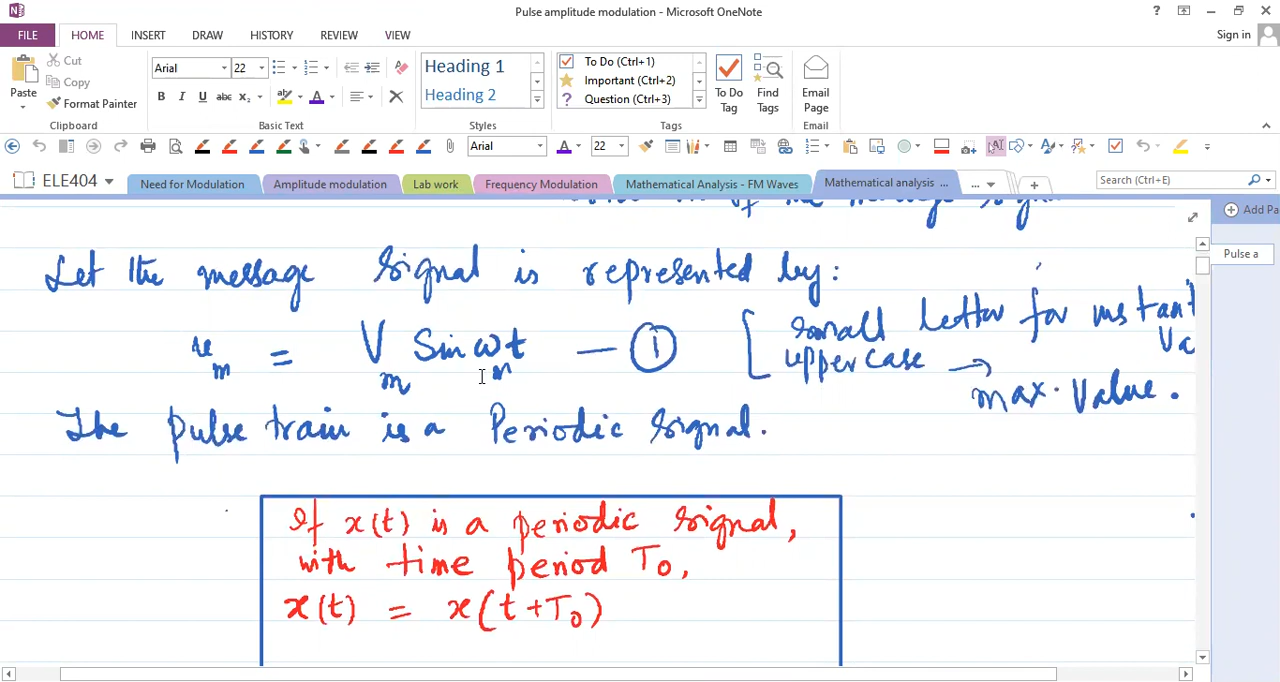 Pulse amplitude modulation - Microsoft OneNote
FILE HOME INSERT DRAW HISTORY REVIEW VIEW Sign in
Paste Cut Copy Format Painter
Clipboard
Arial 22
Basic Text
Heading 1
Heading 2
Styles
To Do (Ctrl+1)
Important (Ctrl+2)
Question (Ctrl+3)
Tags
To Do Tag
Find Tags
Email Page
Email
Arial 22
ELE404 Need for Modulation Amplitude modulation Lab work Frequency Modulation Mathematical Analysis - FM Waves Mathematical analysis ... ... Search (Ctrl+E)
Add Pa
Pulse a
Let the message signal is represented by:
v_m = V_m Sin ω_m t — ① [ small letter for instant
uppercase → max. Value.
The pulse train is a Periodic signal.
If x(t) is a periodic signal,
with time period T_0,
x(t) = x(t+T_0)